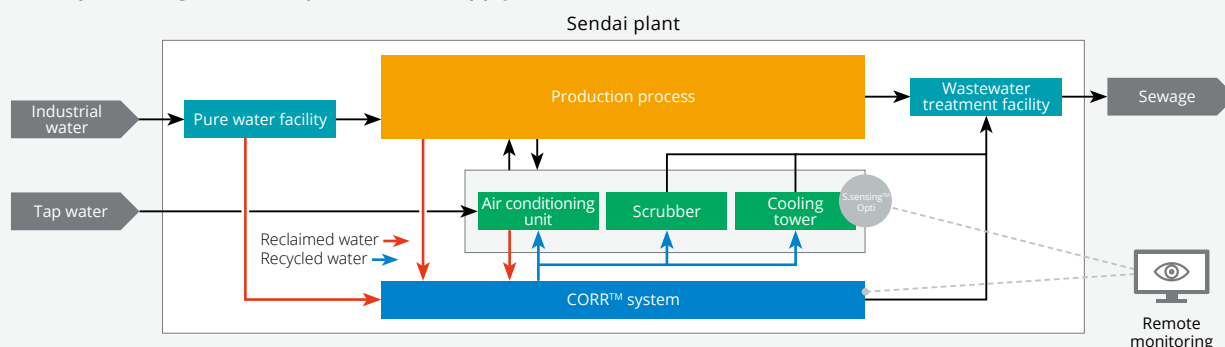 Sendai plant
Production process
Wastewater
treatment facility
Sewage
Industrial
water
Pure water facility
Tap water
Air conditioning
unit
Scrubber
Cooling
tower
S.sensing™
Opti
Reclaimed water
Recycled water
CORR™ system
Remote
monitoring